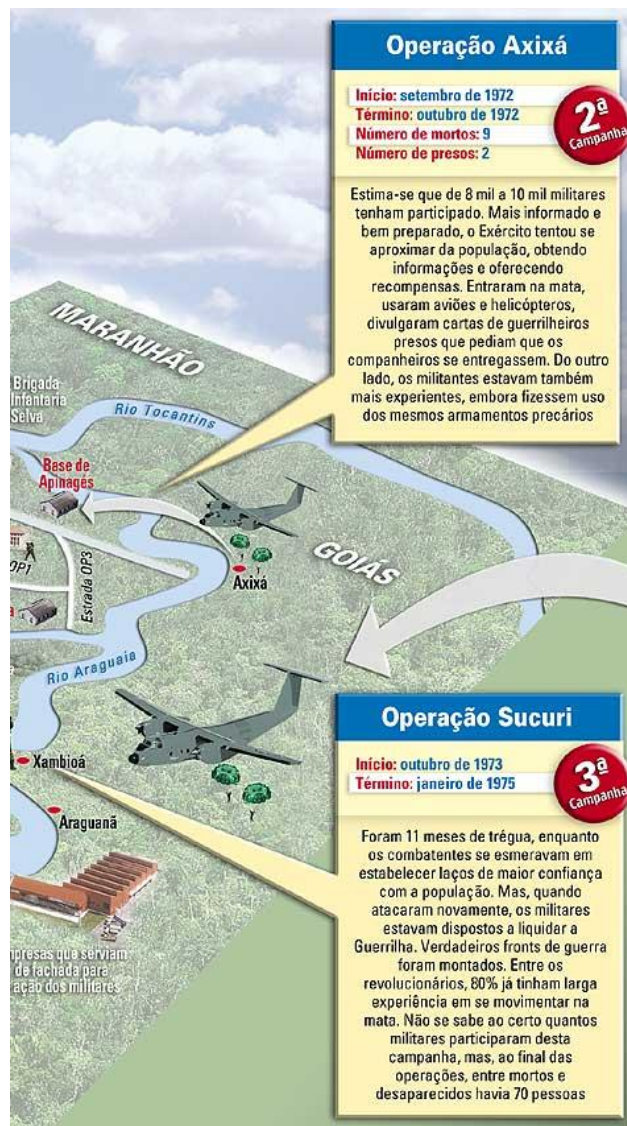 Operação Axixá
Início: setembro de 1972
Término: outubro de 1972
Número de mortos: 9
Número de presos: 2
2ª
Campanha
Estima-se que de 8 mil a 10 mil militares
tenham participado. Mais informado e
bem preparado, o Exército tentou se
aproximar da população, obtendo
informações e oferecendo
recompensas. Entraram na mata,
usaram aviões e helicópteros,
divulgaram cartas de guerrilheiros
presos que pediam que os
companheiros se entregassem. Do outro
lado, os militantes estavam também
mais experientes, embora fizessem uso
dos mesmos armamentos precários
MARANHÃO
Brigada
Infantaria
Selva
Rio Tocantins
Base de
Apinagés
GOIÁS
Axixá
OP1
Estrada OP3
a
Rio Araguaia
Xambioá
Araguanã
presas que serviam
de fachada para
ação dos militares
Operação Sucuri
Início: outubro de 1973
Término: janeiro de 1975
3ª
Campanha
Foram 11 meses de trégua, enquanto
os combatentes se esmeravam em
estabelecer laços de maior confiança
com a população. Mas, quando
atacaram novamente, os militares
estavam dispostos a liquidar a
Guerrilha. Verdadeiros fronts de guerra
foram montados. Entre os
revolucionários, 80% já tinham larga
experiência em se movimentar na
mata. Não se sabe ao certo quantos
militares participaram desta
campanha, mas, ao final das
operações, entre mortos e
desaparecidos havia 70 pessoas